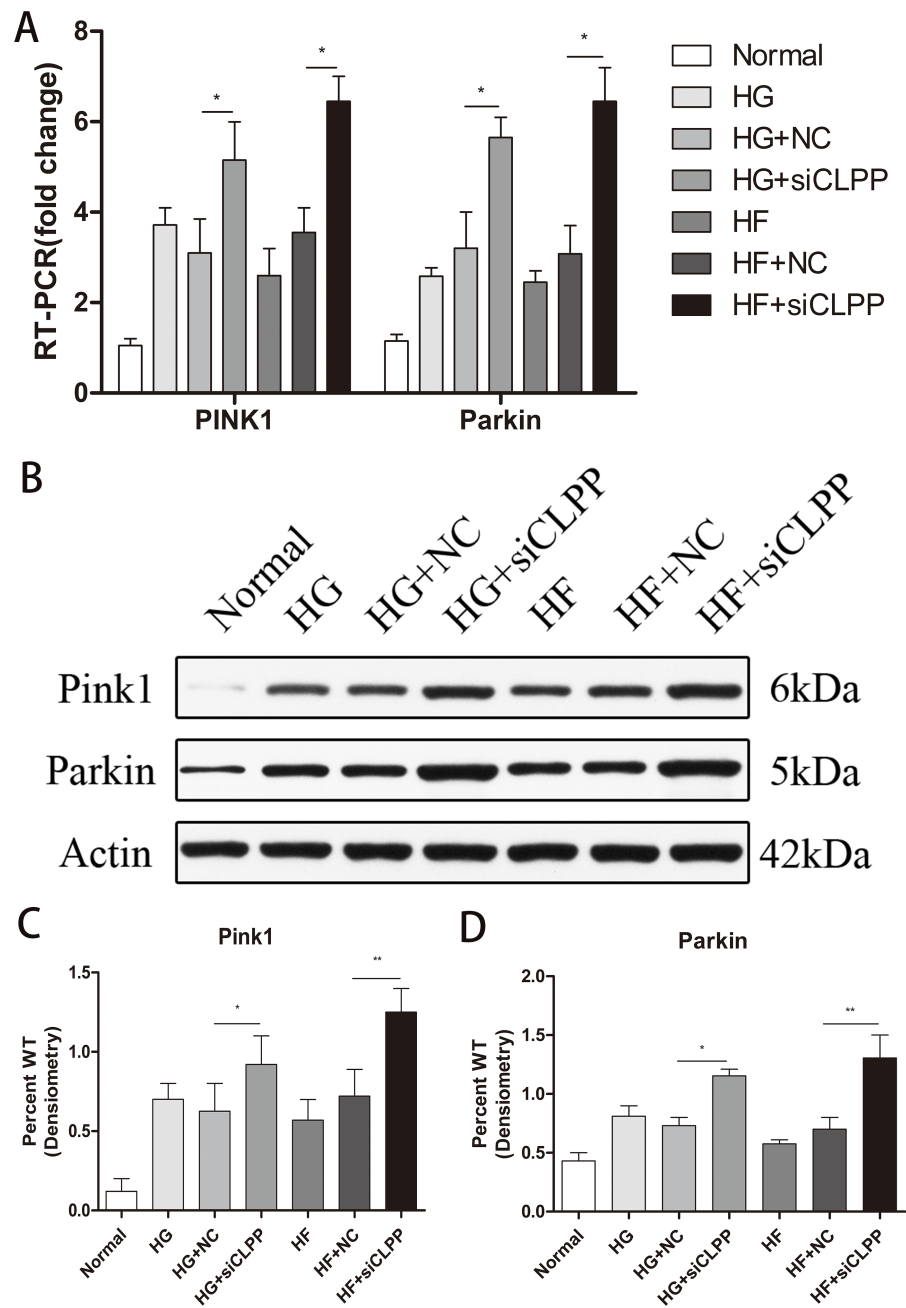 A
RT-PCR(fold change)
8
6
4
2
0
* * * *
PINK1 Parkin
Normal
HG
HG+NC
HG+siCLPP
HF
HF+NC
HF+siCLPP
B
Normal HG HG+NC HG+siCLPP HF HF+NC HF+siCLPP
Pink1 6kDa
Parkin 5kDa
Actin 42kDa
C
Pink1
Percent WT
(Densiometry)
1.5
1.0
0.5
0.0
* **
Normal HG HG+NC HG+siCLPP HF HF+NC HF+siCLPP
D
Parkin
Percent WT
(Densiometry)
2.0
1.5
1.0
0.5
0.0
* **
Normal HG HG+NC HG+siCLPP HF HF+NC HF+siCLPP